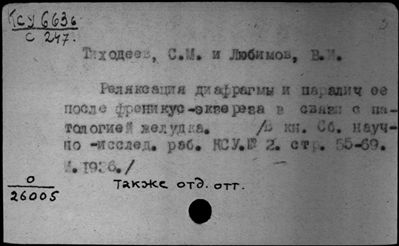 КСУ 6636
С 247.
Тиходеев, С.М. и Любимов, В.И.
Релаксация диафрагмы и паралич ее
после френикус-экзереза в связи с па-
тологией желудка. /В кн. Сб. науч-
но-исслед. раб. КСУ.№ 2. стр. 55-69.
М.1936./
0
26005
также отд. отт.